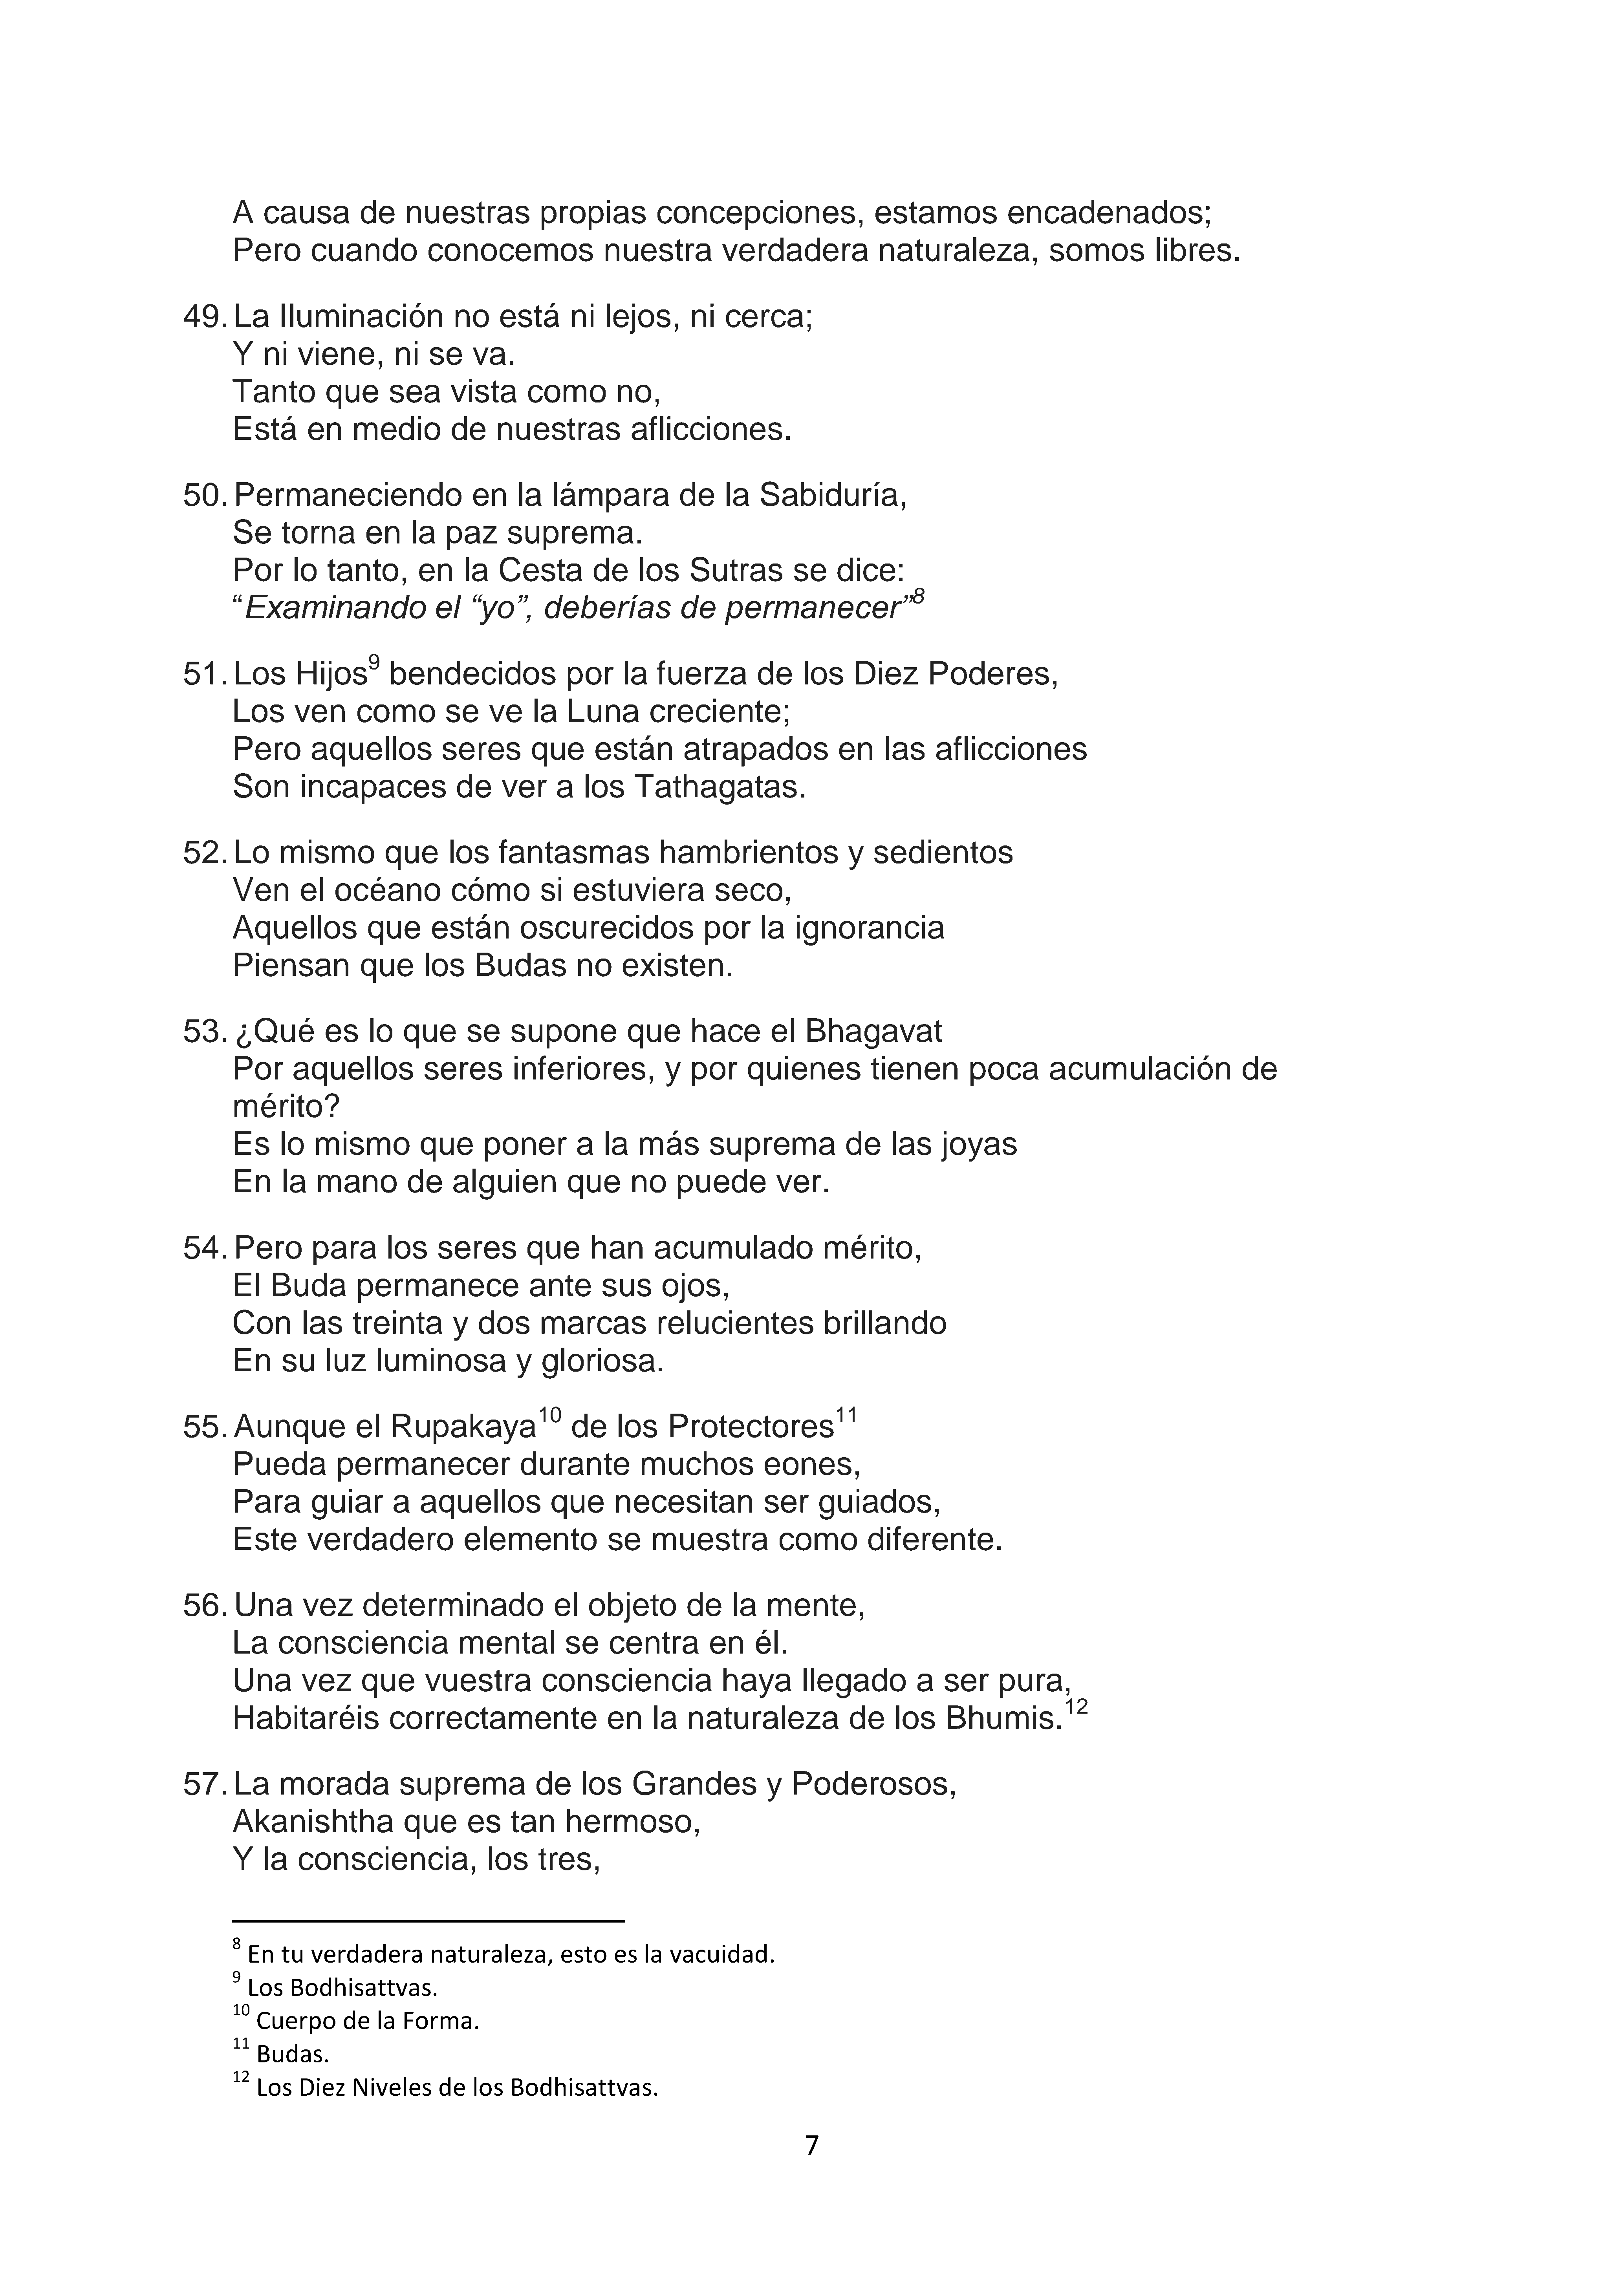 A causa de nuestras propias concepciones, estamos encadenados;
Pero cuando conocemos nuestra verdadera naturaleza, somos libres.
49. La Iluminación no está ni lejos, ni cerca;
Y ni viene, ni se va.
Tanto que sea vista como no,
Está en medio de nuestras aflicciones.
50. Permaneciendo en la lámpara de la Sabiduría,
Se torna en la paz suprema.
Por lo tanto, en la Cesta de los Sutras se dice:
“Examinando el “yo”, deberías de permanecer”8
51. Los Hijos9 bendecidos por la fuerza de los Diez Poderes,
Los ven como se ve la Luna creciente;
Pero aquellos seres que están atrapados en las aflicciones
Son incapaces de ver a los Tathagatas.
52. Lo mismo que los fantasmas hambrientos y sedientos
Ven el océano cómo si estuviera seco,
Aquellos que están oscurecidos por la ignorancia
Piensan que los Budas no existen.
53. ¿Qué es lo que se supone que hace el Bhagavat
Por aquellos seres inferiores, y por quienes tienen poca acumulación de
mérito?
Es lo mismo que poner a la más suprema de las joyas
En la mano de alguien que no puede ver.
54. Pero para los seres que han acumulado mérito,
El Buda permanece ante sus ojos,
Con las treinta y dos marcas relucientes brillando
En su luz luminosa y gloriosa.
55. Aunque el Rupakaya10 de los Protectores11
Pueda permanecer durante muchos eones,
Para guiar a aquellos que necesitan ser guiados,
Este verdadero elemento se muestra como diferente.
56. Una vez determinado el objeto de la mente,
La consciencia mental se centra en él.
Una vez que vuestra consciencia haya llegado a ser pura,
Habitaréis correctamente en la naturaleza de los Bhumis.12
57. La morada suprema de los Grandes y Poderosos,
Akanishtha que es tan hermoso,
Y la consciencia, los tres,
8 En tu verdadera naturaleza, esto es la vacuidad.
9 Los Bodhisattvas.
10 Cuerpo de la Forma.
11 Budas.
12 Los Diez Niveles de los Bodhisattvas.
7